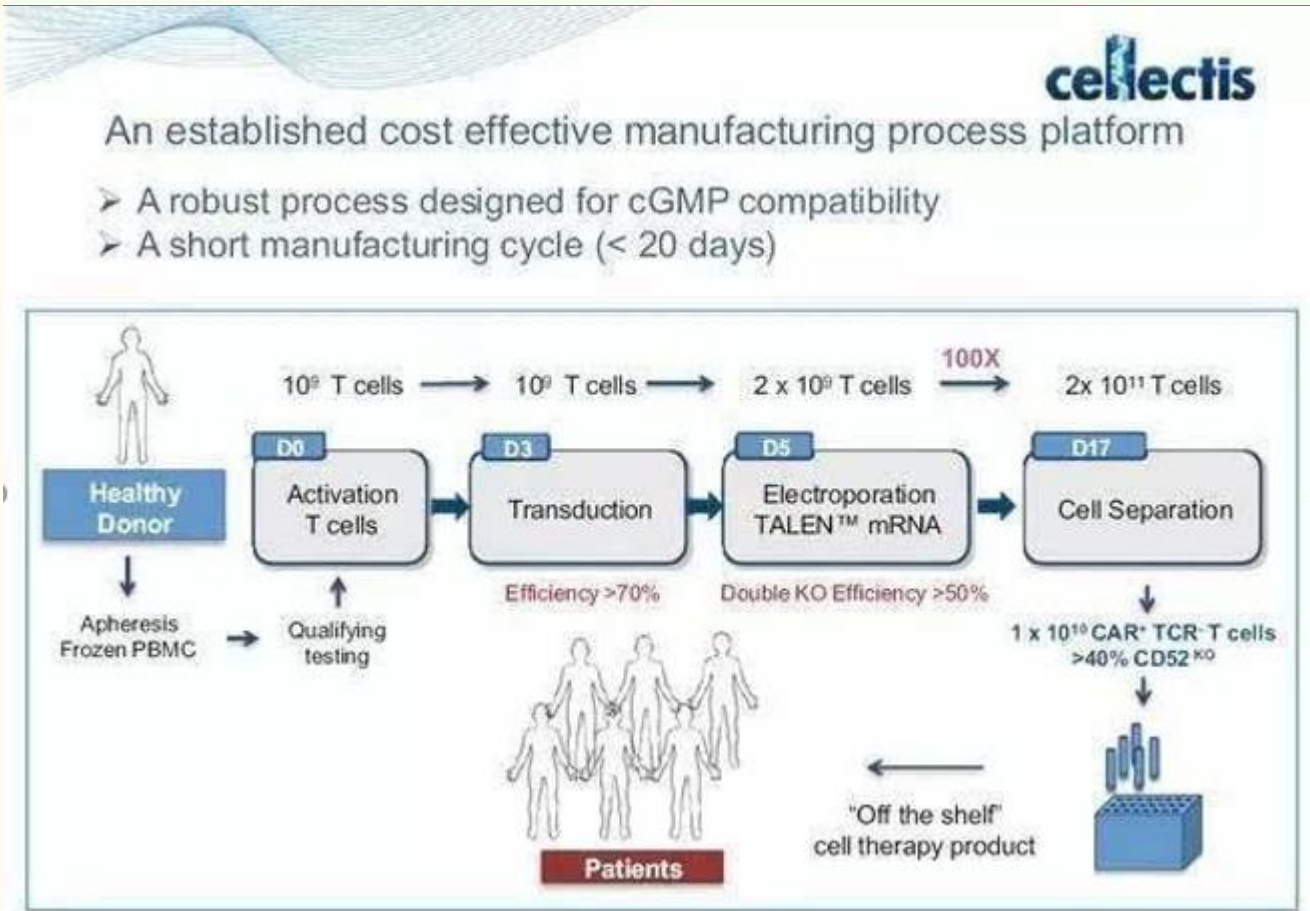 cellectis
An established cost effective manufacturing process platform
➢ A robust process designed for cGMP compatibility
➢ A short manufacturing cycle (< 20 days)
10⁹ T cells
10⁹ T cells
2 x 10⁹ T cells
100X
2x 10¹¹ T cells
D0
D3
D5
D17
Healthy
Donor
Activation
T cells
Transduction
Electroporation
TALEN™ mRNA
Cell Separation
Efficiency >70%
Double KO Efficiency >50%
Apheresis
Frozen PBMC
Qualifying
testing
1 x 10¹⁰ CAR⁺ TCR⁻ T cells
>40% CD52 ᴷᴼ
"Off the shelf"
cell therapy product
Patients